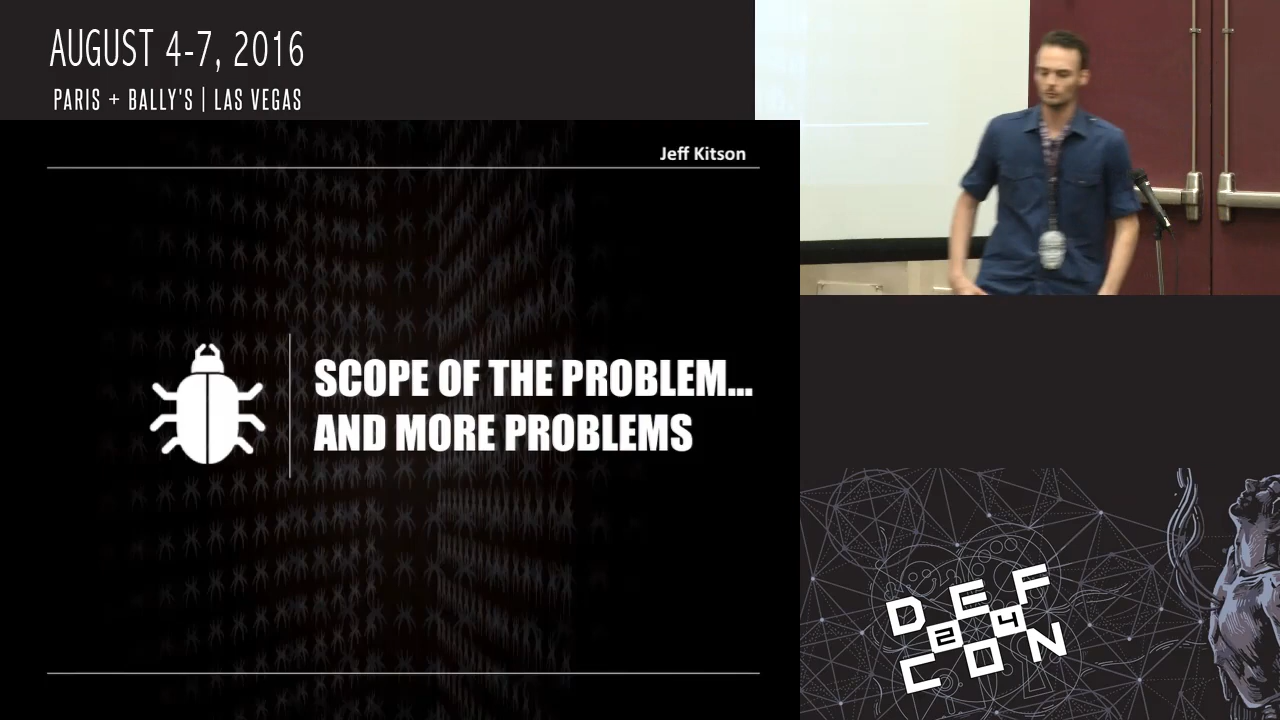 AUGUST 4-7, 2016
PARIS + BALLY'S | LAS VEGAS
Jeff Kitson
SCOPE OF THE PROBLEM...
AND MORE PROBLEMS
DEF
24
CON